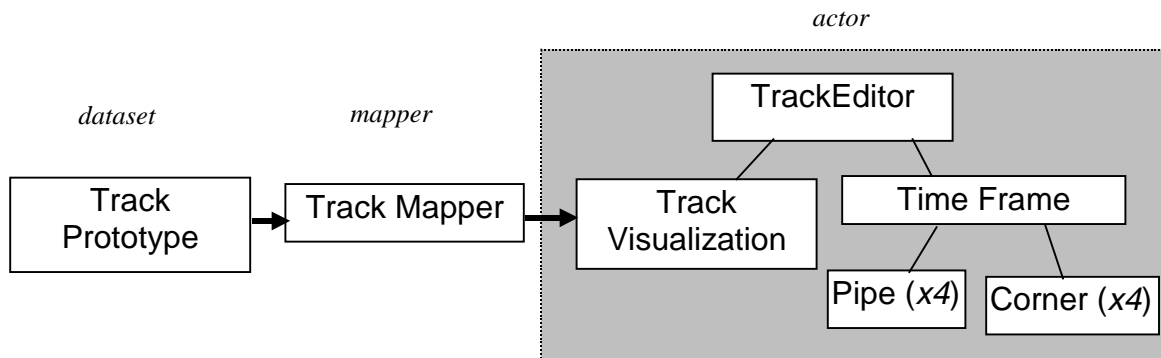 actor
dataset
mapper
TrackEditor
Track
Prototype
Track Mapper
Track
Visualization
Time Frame
Pipe (x4)
Corner (x4)